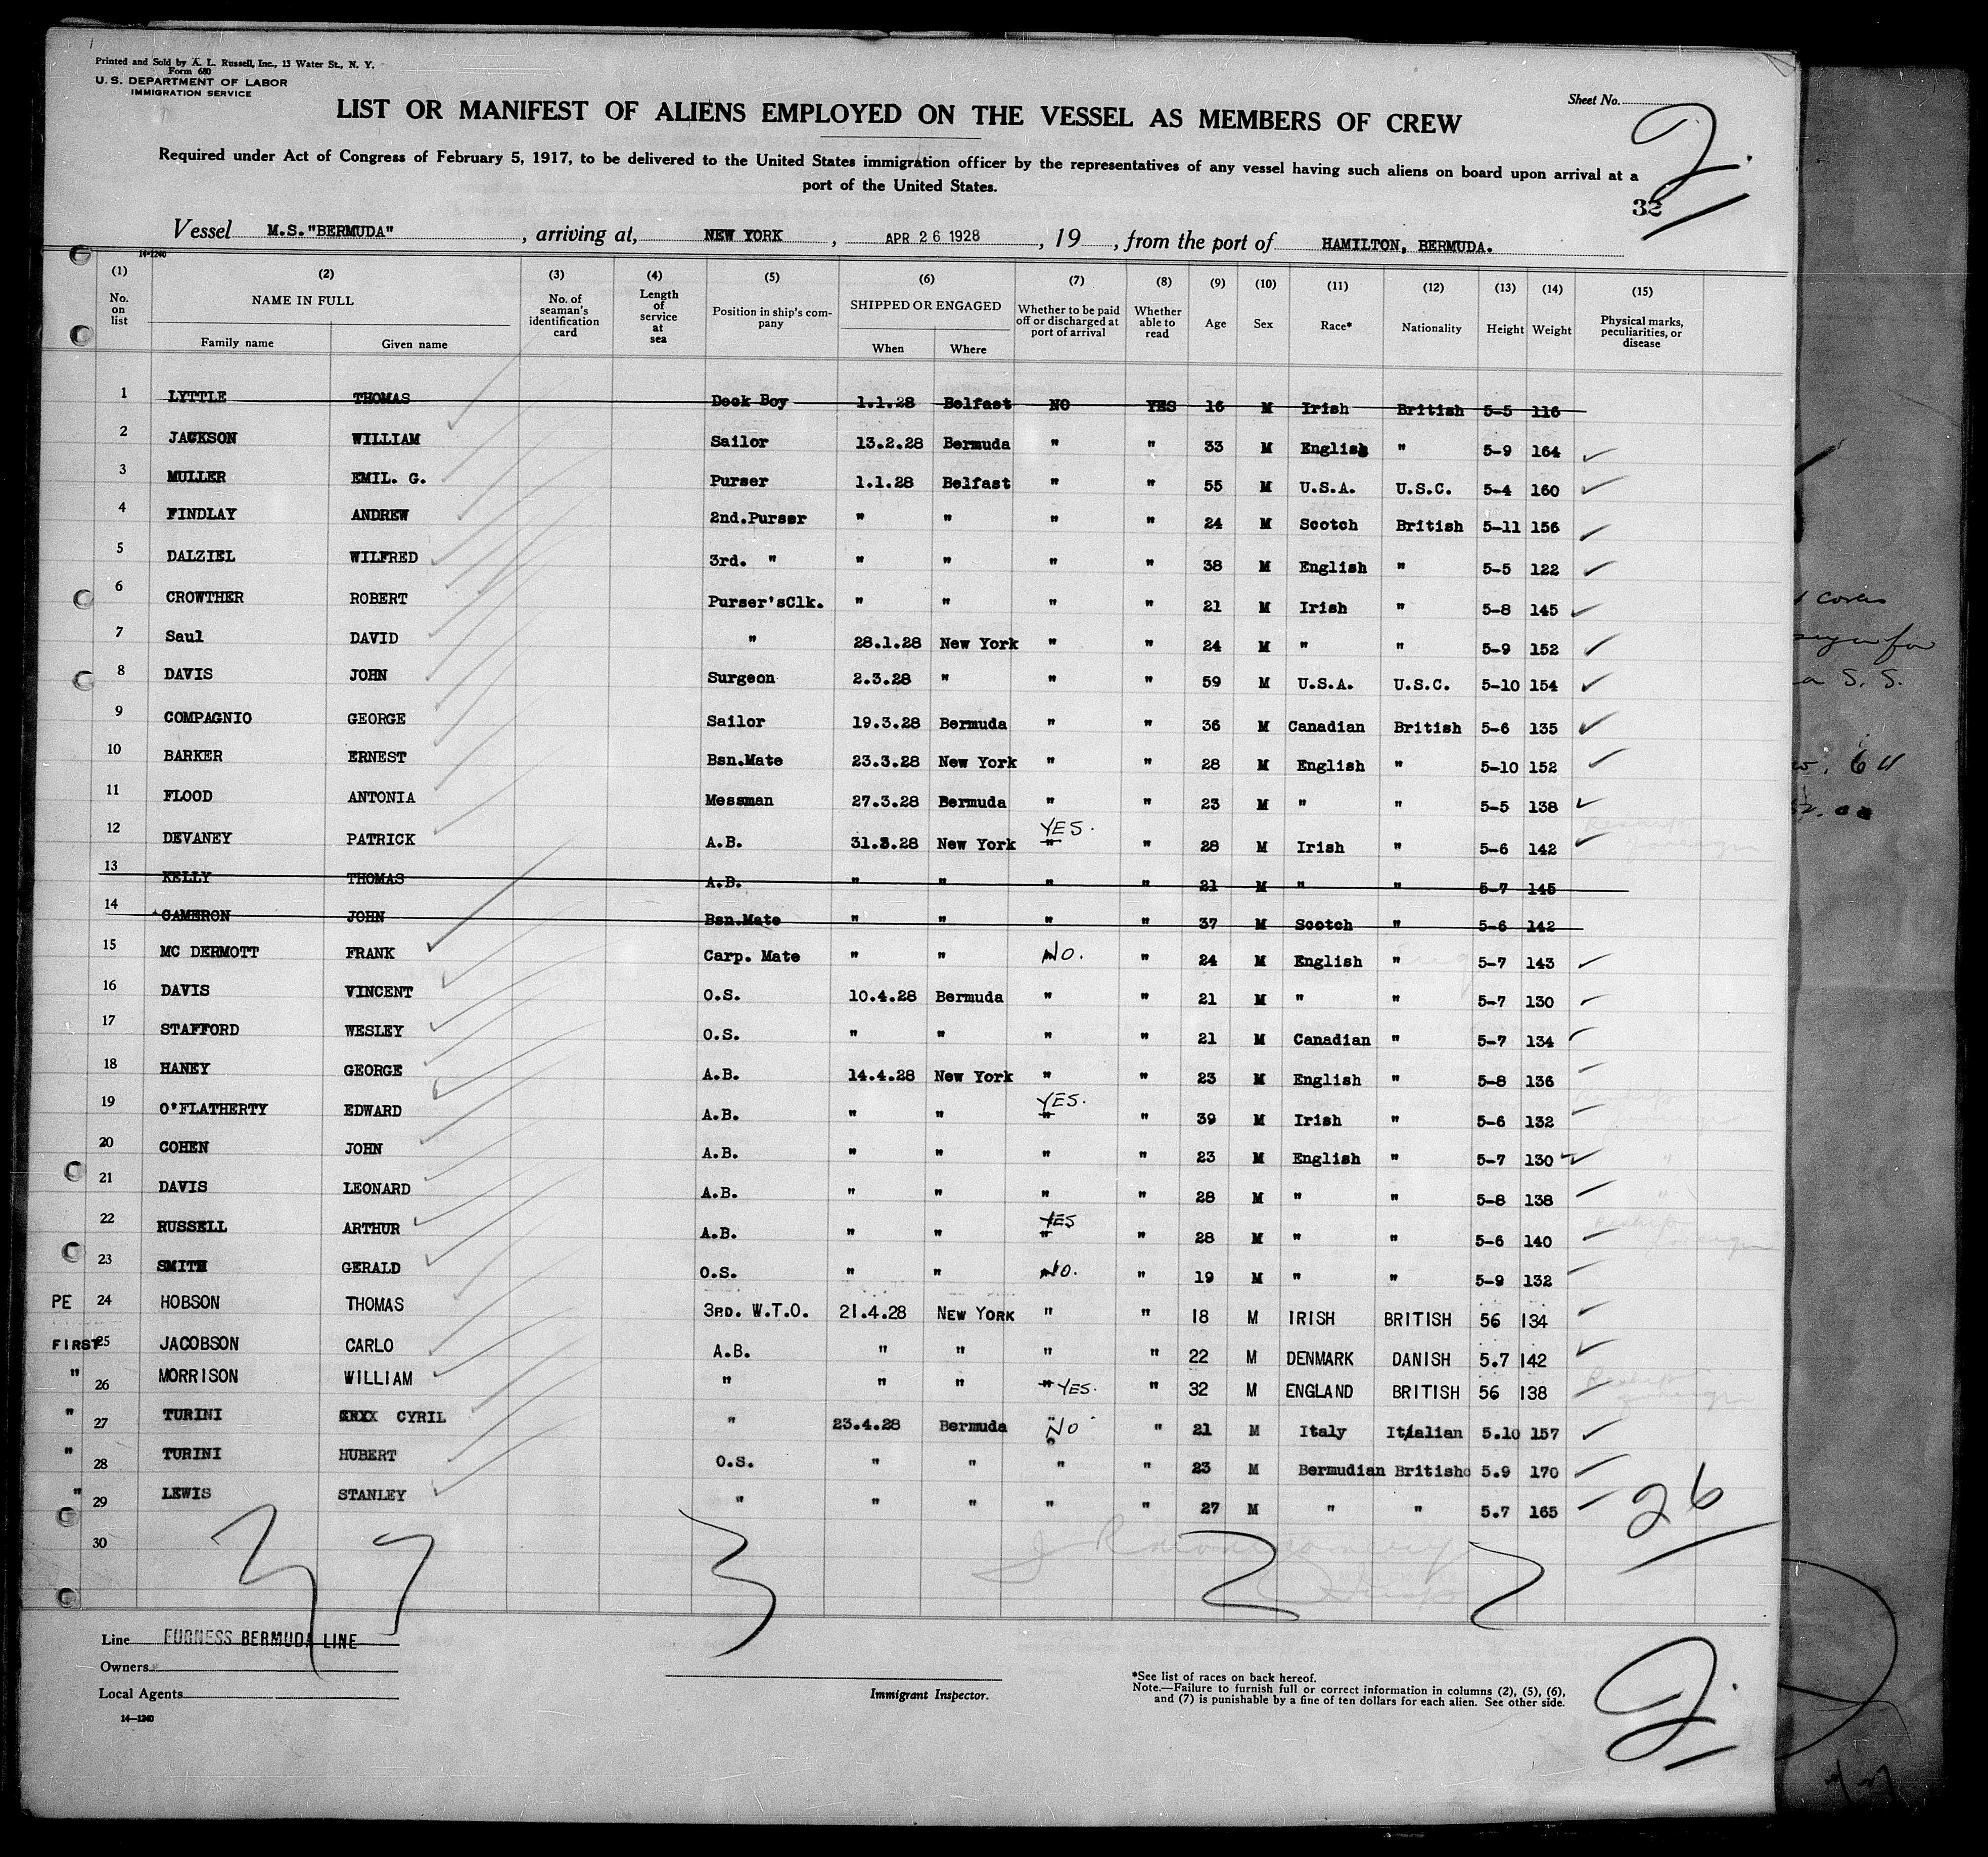 Printed and Sold by A. L. Russell, Inc., 13 Water St., N. Y.
Form 680
U. S. DEPARTMENT OF LABOR
IMMIGRATION SERVICE
Sheet No.
2.
LIST OR MANIFEST OF ALIENS EMPLOYED ON THE VESSEL AS MEMBERS OF CREW
Required under Act of Congress of February 5, 1917, to be delivered to the United States immigration officer by the representatives of any vessel having such aliens on board upon arrival at a
port of the United States.
32
Vessel M.S."BERMUDA" , arriving at, NEW YORK , APR 26 1928 , 19 , from the port of HAMILTON, BERMUDA.
14-1240
(1) (2) (3) (4) (5) (6) (7) (8) (9) (10) (11) (12) (13) (14) (15)
No. on list NAME IN FULL Family name Given name No. of seaman's identification card Length of service at sea Position in ship's company SHIPPED OR ENGAGED When Where Whether to be paid off or discharged at port of arrival Whether able to read Age Sex Race* Nationality Height Weight Physical marks, peculiarities, or disease
1 LYTTLE THOMAS Deck Boy 1.1.28 Belfast NO YES 16 M Irish British 5-5 116
2 JACKSON WILLIAM Sailor 13.2.28 Bermuda " " 33 M English " 5-9 164
3 MULLER EMIL. G. Purser 1.1.28 Belfast " " 55 M U.S.A. U.S.C. 5-4 160
4 FINDLAY ANDREW 2nd.Purser " " " " 24 M Scotch British 5-11 156
5 DALZIEL WILFRED 3rd. " " " " " 38 M English " 5-5 122
6 CROWTHER ROBERT Purser'sClk. " " " " 21 M Irish " 5-8 145
7 Saul DAVID " 28.1.28 New York " " 24 M " " 5-9 152
8 DAVIS JOHN Surgeon 2.3.28 " " " 59 M U.S.A. U.S.C. 5-10 154
9 COMPAGNIO GEORGE Sailor 19.3.28 Bermuda " " 36 M Canadian British 5-6 135
10 BARKER ERNEST Bsn.Mate 23.3.28 New York " " 28 M English " 5-10 152
11 FLOOD ANTONIA Messman 27.3.28 Bermuda " " 23 M " " 5-5 138
12 DEVANEY PATRICK A.B. 31.3.28 New York YES. " " 28 M Irish " 5-6 142
13 KELLY THOMAS A.B. " " " " 21 M " " 5-7 145
14 CAMERON JOHN Bsn.Mate " " " " 37 M Scotch " 5-6 142
15 MC DERMOTT FRANK Carp. Mate " " NO. " 24 M English " 5-7 143
16 DAVIS VINCENT O.S. 10.4.28 Bermuda " " 21 M " " 5-7 130
17 STAFFORD WESLEY O.S. " " " " 21 M Canadian " 5-7 134
18 HANEY GEORGE A.B. 14.4.28 New York " " 23 M English " 5-8 136
19 O'FLATHERTY EDWARD A.B. " " YES. " " 39 M Irish " 5-6 132
20 COHEN JOHN A.B. " " " " 23 M English " 5-7 130
21 DAVIS LEONARD A.B. " " " " 28 M " " 5-8 138
22 RUSSELL ARTHUR A.B. " " YES " " 28 M " " 5-6 140
23 SMITH GERALD O.S. " " NO. " 19 M " " 5-9 132
PE 24 HOBSON THOMAS 3RD. W.T.O. 21.4.28 NEW YORK " " 18 M IRISH BRITISH 56 134
FIRST 25 JACOBSON CARLO A.B. " " " " 22 M DENMARK DANISH 5.7 142
" 26 MORRISON WILLIAM " " " " YES. " 32 M ENGLAND BRITISH 56 138
" 27 TURINI CYRIL " 23.4.28 Bermuda NO " 21 M Italy Italian 5.10 157
" 28 TURINI HUBERT O.S. " " " " 23 M Bermudian British 5.9 170
" 29 LEWIS STANLEY " " " " " 27 M " " 5.7 165
26
30
Line FURNESS BERMUDA LINE
Owners
Local Agents
14-1240
Immigrant Inspector.
*See list of races on back hereof.
Note.—Failure to furnish full or correct information in columns (2), (5), (6),
and (7) is punishable by a fine of ten dollars for each alien. See other side.
2.